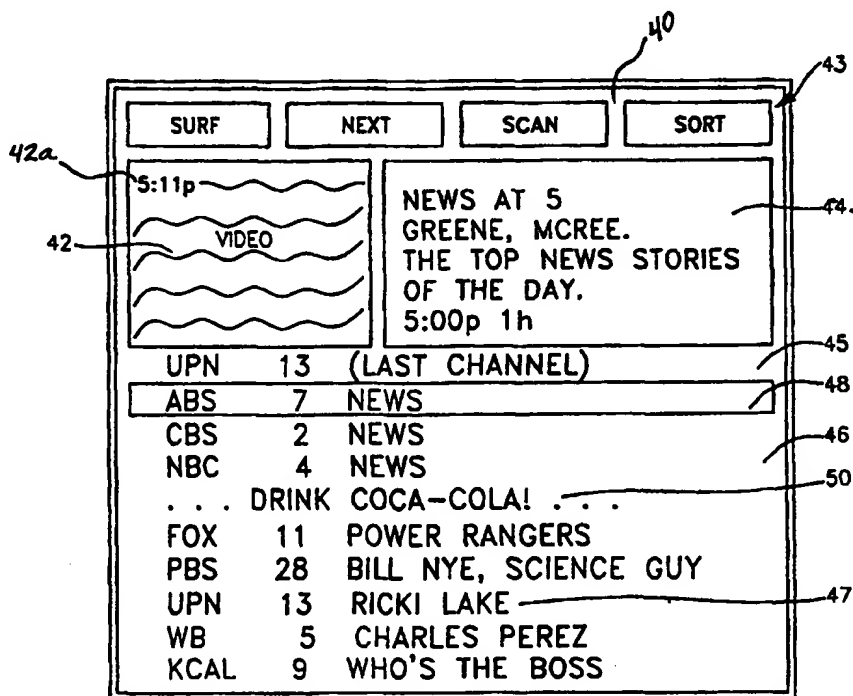 40
43
SURF NEXT SCAN SORT
42a
5:11p
42
VIDEO
NEWS AT 5
GREENE, MCREE.
THE TOP NEWS STORIES
OF THE DAY.
5:00p 1h
44.
UPN 13 (LAST CHANNEL)
45
ABS 7 NEWS
48
CBS 2 NEWS
NBC 4 NEWS
46
. . . DRINK COCA-COLA! . . .
50
FOX 11 POWER RANGERS
PBS 28 BILL NYE, SCIENCE GUY
UPN 13 RICKI LAKE
47
WB 5 CHARLES PEREZ
KCAL 9 WHO'S THE BOSS